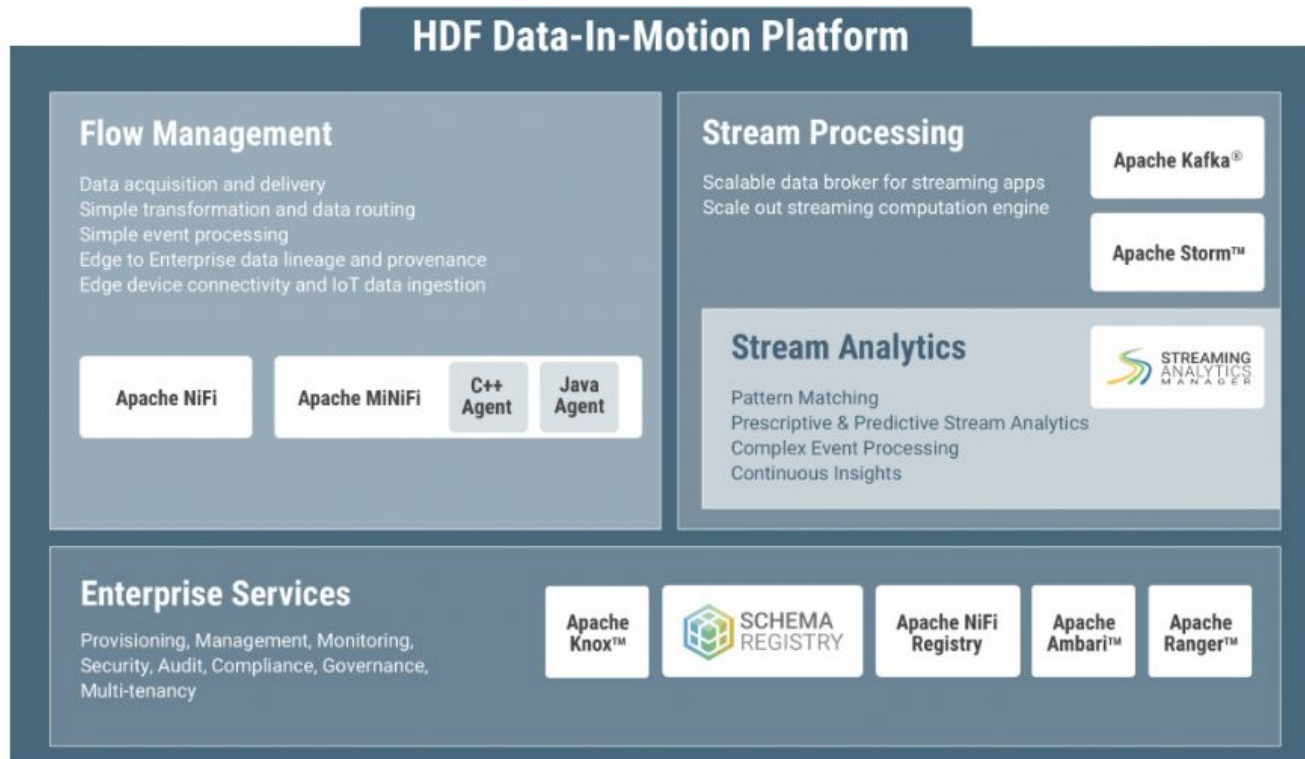 HDF Data-In-Motion Platform
Flow Management
Data acquisition and delivery
Simple transformation and data routing
Simple event processing
Edge to Enterprise data lineage and provenance
Edge device connectivity and IoT data ingestion
Apache NiFi
Apache MiNiFi
C++
Agent
Java
Agent
Stream Processing
Scalable data broker for streaming apps
Scale out streaming computation engine
Apache Kafka®
Apache Storm™
Stream Analytics
Pattern Matching
Prescriptive & Predictive Stream Analytics
Complex Event Processing
Continuous Insights
STREAMING
ANALYTICS
MANAGER
Enterprise Services
Provisioning, Management, Monitoring,
Security, Audit, Compliance, Governance,
Multi-tenancy
Apache
Knox™
SCHEMA
REGISTRY
Apache NiFi
Registry
Apache
Ambari™
Apache
Ranger™